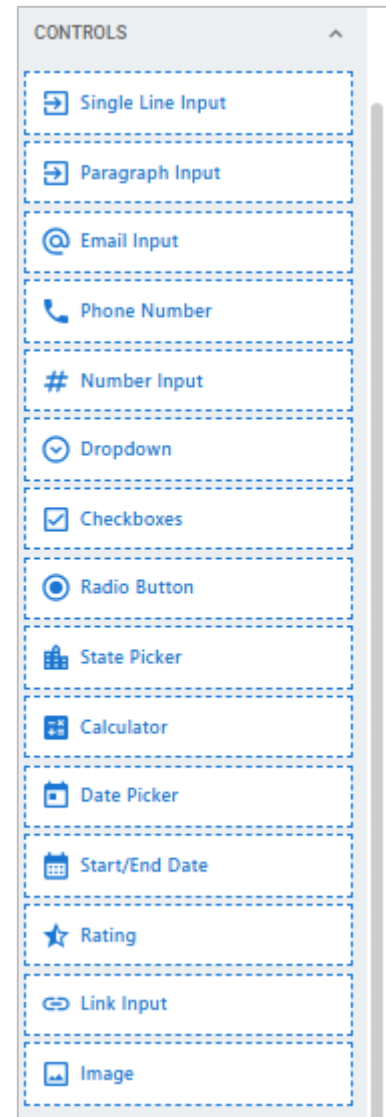 CONTROLS
Single Line Input
Paragraph Input
Email Input
Phone Number
Number Input
Dropdown
Checkboxes
Radio Button
State Picker
Calculator
Date Picker
Start/End Date
Rating
Link Input
Image